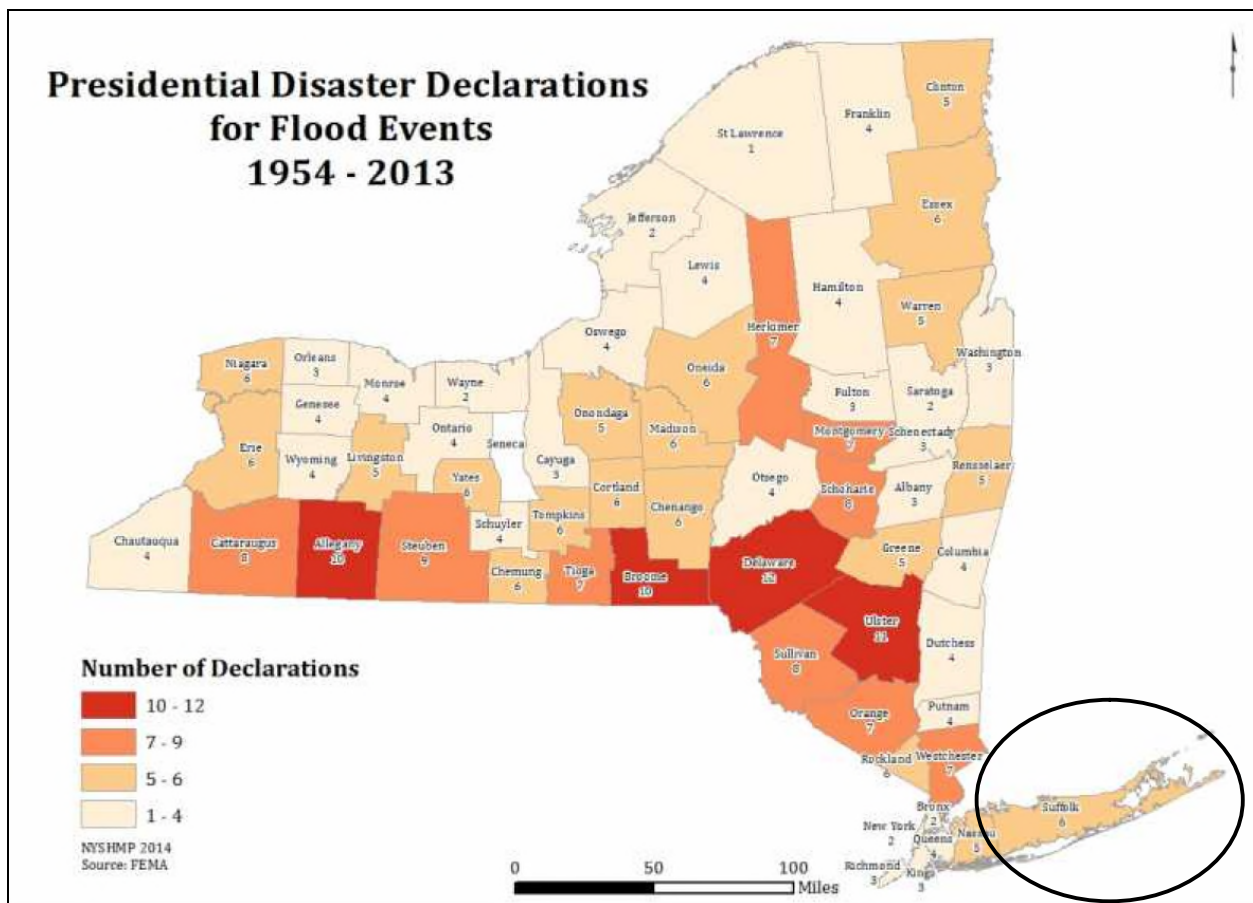 Presidential Disaster Declarations
for Flood Events
1954 - 2013
Clinton
5
Franklin
4
St Lawrence
1
Essex
6
Jefferson
2
Lewis
4
Hamilton
4
Warren
5
Herkimer
7
Oswego
4
Washington
3
Oneida
6
Niagara
6
Orleans
3
Monroe
4
Wayne
2
Fulton
3
Saratoga
2
Genesee
4
Onondaga
5
Madison
6
Ontario
4
Seneca
Montgomery
7
Schenectady
3
Erie
6
Wyoming
4
Livingston
5
Cayuga
3
Rensselaer
5
Yates
6
Cortland
6
Otsego
4
Schoharie
8
Albany
3
Chenango
6
Tompkins
6
Schuyler
4
Chautauqua
4
Cattaraugus
8
Allegany
10
Steuben
9
Greene
5
Columbia
4
Chemung
6
Tioga
7
Broome
10
Delaware
12
Ulster
11
Sullivan
8
Dutchess
4
Number of Declarations
10 - 12
7 - 9
5 - 6
1 - 4
Putnam
4
Orange
7
Rockland
6
Westchester
7
Bronx
2
Suffolk
6
New York
2
Queens
4
Nassau
5
Richmond
3
Kings
3
NYSHMP 2014
Source: FEMA
0 50 100
Miles